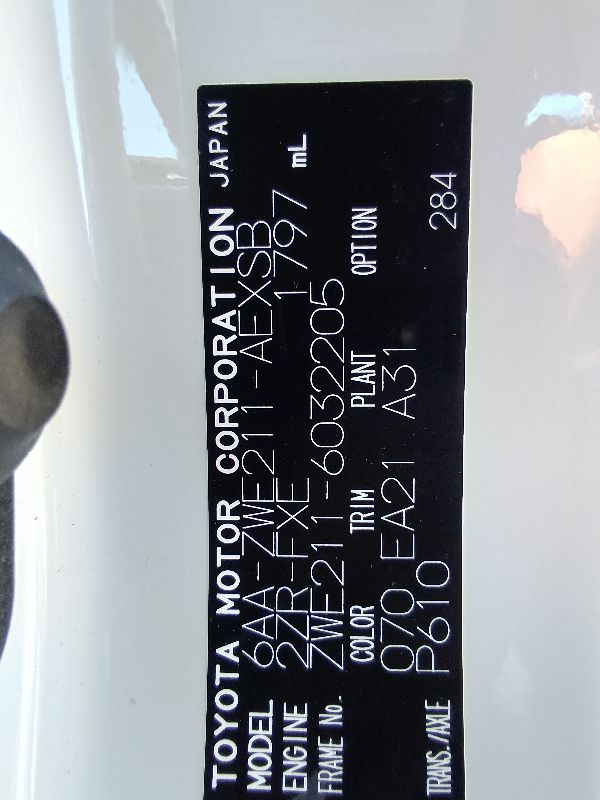 TOYOTA MOTOR CORPORATION JAPAN
MODEL 6AA-ZWE211-AEXSB
ENGINE 2ZR-FXE 1797 mL
FRAME No. ZWE211-6032205
COLOR TRIM PLANT OPTION
070 EA21 A31
TRANS./AXLE P610 284